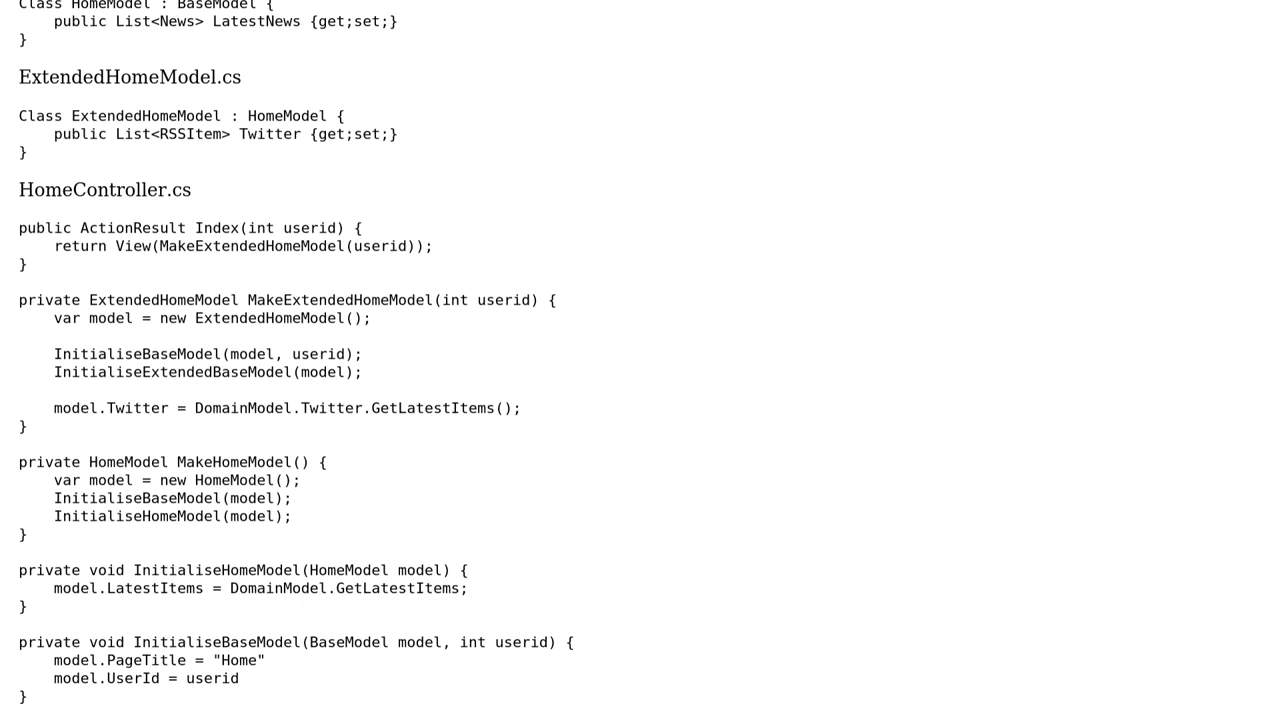 Class HomeModel : BaseModel {
    public List<News> LatestNews {get;set;}
}
ExtendedHomeModel.cs
Class ExtendedHomeModel : HomeModel {
    public List<RSSItem> Twitter {get;set;}
}
HomeController.cs
public ActionResult Index(int userid) {
    return View(MakeExtendedHomeModel(userid));
}
private ExtendedHomeModel MakeExtendedHomeModel(int userid) {
    var model = new ExtendedHomeModel();
    InitialiseBaseModel(model, userid);
    InitialiseExtendedBaseModel(model);
    model.Twitter = DomainModel.Twitter.GetLatestItems();
}
private HomeModel MakeHomeModel() {
    var model = new HomeModel();
    InitialiseBaseModel(model);
    InitialiseHomeModel(model);
}
private void InitialiseHomeModel(HomeModel model) {
    model.LatestItems = DomainModel.GetLatestItems;
}
private void InitialiseBaseModel(BaseModel model, int userid) {
    model.PageTitle = "Home"
    model.UserId = userid
}